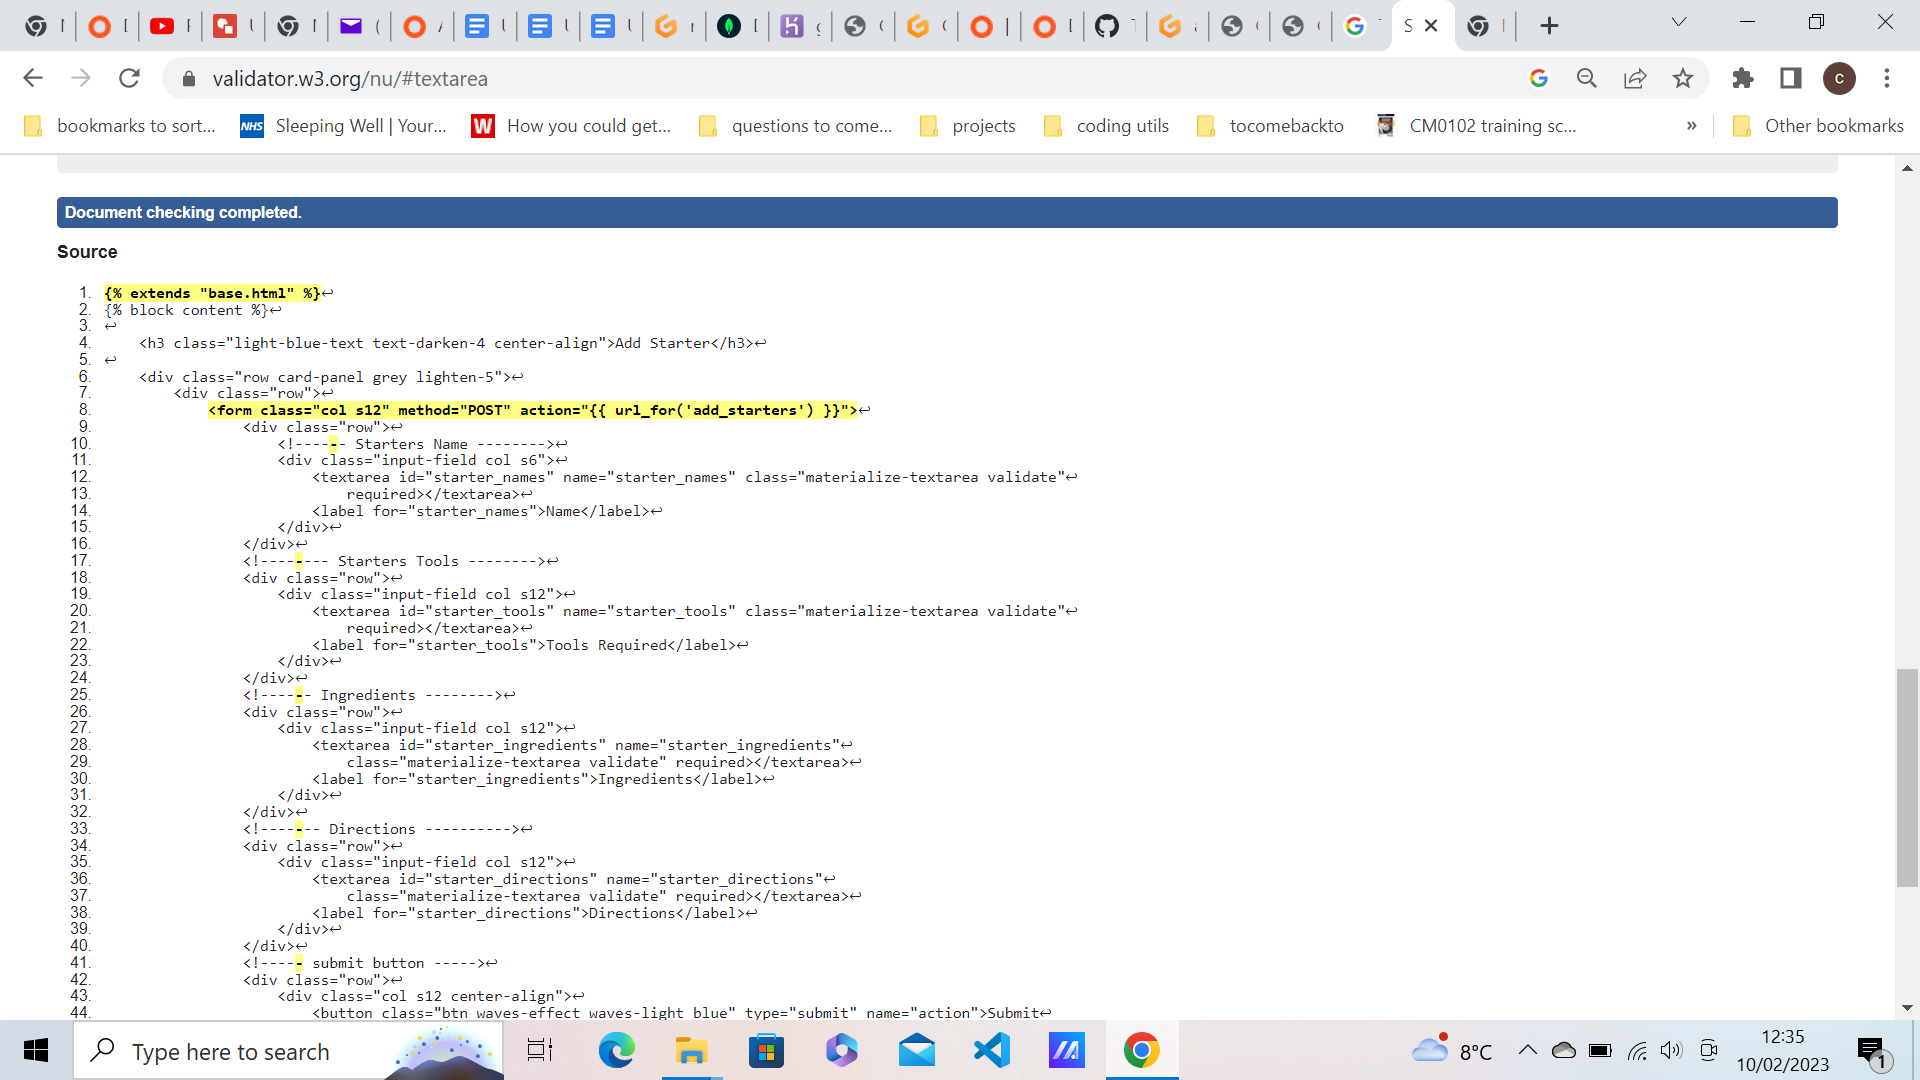 validator.w3.org/nu/#textarea
bookmarks to sort...
NHS Sleeping Well | Your...
W How you could get...
questions to come...
projects
coding utils
tocomebackto
CM0102 training sc...
»
Other bookmarks
Document checking completed.
Source
1. {% extends "base.html" %}↩
2. {% block content %}↩
3. ↩
4. <h3 class="light-blue-text text-darken-4 center-align">Add Starter</h3>↩
5. ↩
6. <div class="row card-panel grey lighten-5">↩
7. <div class="row">↩
8. <form class="col s12" method="POST" action="{{ url_for('add_starters') }}">↩
9. <div class="row">↩
10. <!------ Starters Name -------->↩
11. <div class="input-field col s6">↩
12. <textarea id="starter_names" name="starter_names" class="materialize-textarea validate"↩
13. required></textarea>↩
14. <label for="starter_names">Name</label>↩
15. </div>↩
16. </div>↩
17. <!-------- Starters Tools -------->↩
18. <div class="row">↩
19. <div class="input-field col s12">↩
20. <textarea id="starter_tools" name="starter_tools" class="materialize-textarea validate"↩
21. required></textarea>↩
22. <label for="starter_tools">Tools Required</label>↩
23. </div>↩
24. </div>↩
25. <!------ Ingredients -------->↩
26. <div class="row">↩
27. <div class="input-field col s12">↩
28. <textarea id="starter_ingredients" name="starter_ingredients"↩
29. class="materialize-textarea validate" required></textarea>↩
30. <label for="starter_ingredients">Ingredients</label>↩
31. </div>↩
32. </div>↩
33. <!------- Directions ---------->↩
34. <div class="row">↩
35. <div class="input-field col s12">↩
36. <textarea id="starter_directions" name="starter_directions"↩
37. class="materialize-textarea validate" required></textarea>↩
38. <label for="starter_directions">Directions</label>↩
39. </div>↩
40. </div>↩
41. <!----- submit button ----->↩
42. <div class="row">↩
43. <div class="col s12 center-align">↩
44. <button class="btn waves-effect waves-light blue" type="submit" name="action">Submit↩
Type here to search
8°C
12:35
10/02/2023
1